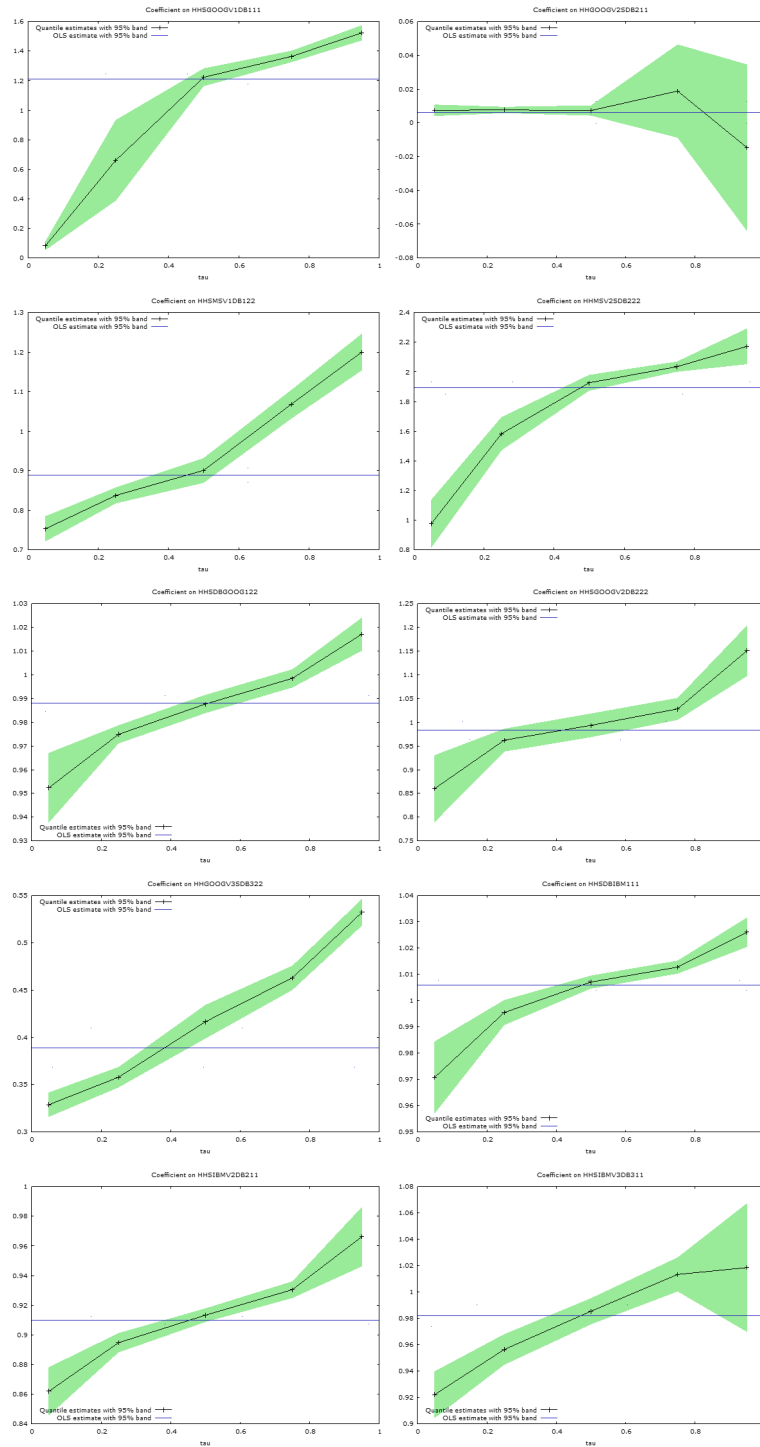 Coefficient on HHSGOOGV1DB111
Quantile estimates with 95% band
OLS estimate with 95% band
1.6
1.4
1.2
1
0.8
0.6
0.4
0.2
0
0 0.2 0.4 0.6 0.8 1
tau
Coefficient on HHGOOGV2SDB211
Quantile estimates with 95% band
OLS estimate with 95% band
0.06
0.04
0.02
0
-0.02
-0.04
-0.06
-0.08
0 0.2 0.4 0.6 0.8
tau
Coefficient on HHSMSV1DB122
Quantile estimates with 95% band
OLS estimate with 95% band
1.3
1.2
1.1
1
0.9
0.8
0.7
0 0.2 0.4 0.6 0.8 1
tau
Coefficient on HHMSV2SDB222
Quantile estimates with 95% band
OLS estimate with 95% band
2.4
2.2
2
1.8
1.6
1.4
1.2
1
0.8
0 0.2 0.4 0.6 0.8
tau
Coefficient on HHSDBGOOG122
1.03
1.02
1.01
1
0.99
0.98
0.97
0.96
0.95
0.94
0.93
Quantile estimates with 95% band
OLS estimate with 95% band
0 0.2 0.4 0.6 0.8 1
tau
Coefficient on HHSGOOGV2DB222
Quantile estimates with 95% band
OLS estimate with 95% band
1.25
1.2
1.15
1.1
1.05
1
0.95
0.9
0.85
0.8
0.75
0 0.2 0.4 0.6 0.8
tau
Coefficient on HHGOOGV3SDB322
Quantile estimates with 95% band
OLS estimate with 95% band
0.55
0.5
0.45
0.4
0.35
0.3
0 0.2 0.4 0.6 0.8 1
tau
Coefficient on HHSDBIBM111
1.04
1.03
1.02
1.01
1
0.99
0.98
0.97
0.96
0.95
Quantile estimates with 95% band
OLS estimate with 95% band
0 0.2 0.4 0.6 0.8
tau
Coefficient on HHSIBMV2DB211
1
0.98
0.96
0.94
0.92
0.9
0.88
0.86
0.84
Quantile estimates with 95% band
OLS estimate with 95% band
0 0.2 0.4 0.6 0.8 1
tau
Coefficient on HHSIBMV3DB311
1.08
1.06
1.04
1.02
1
0.98
0.96
0.94
0.92
0.9
Quantile estimates with 95% band
OLS estimate with 95% band
0 0.2 0.4 0.6 0.8
tau